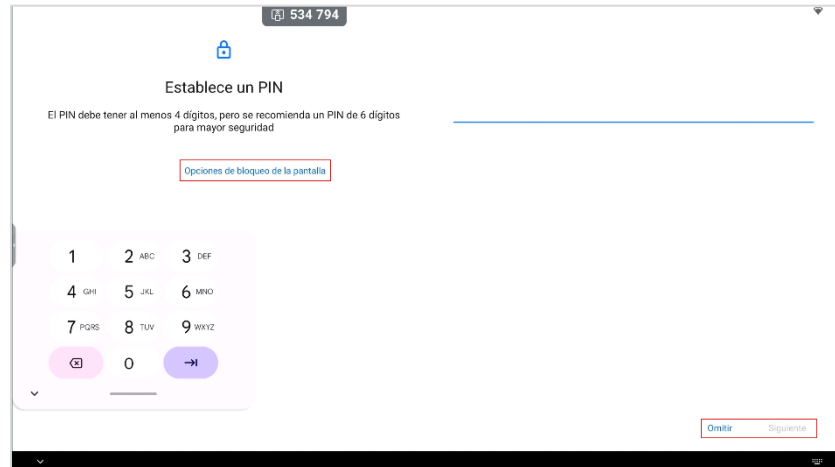 534 794
Establece un PIN
El PIN debe tener al menos 4 dígitos, pero se recomienda un PIN de 6 dígitos
para mayor seguridad
Opciones de bloqueo de la pantalla
1
2 ABC
3 DEF
4 GHI
5 JKL
6 MNO
7 PQRS
8 TUV
9 WXYZ
0
Omitir
Siguiente